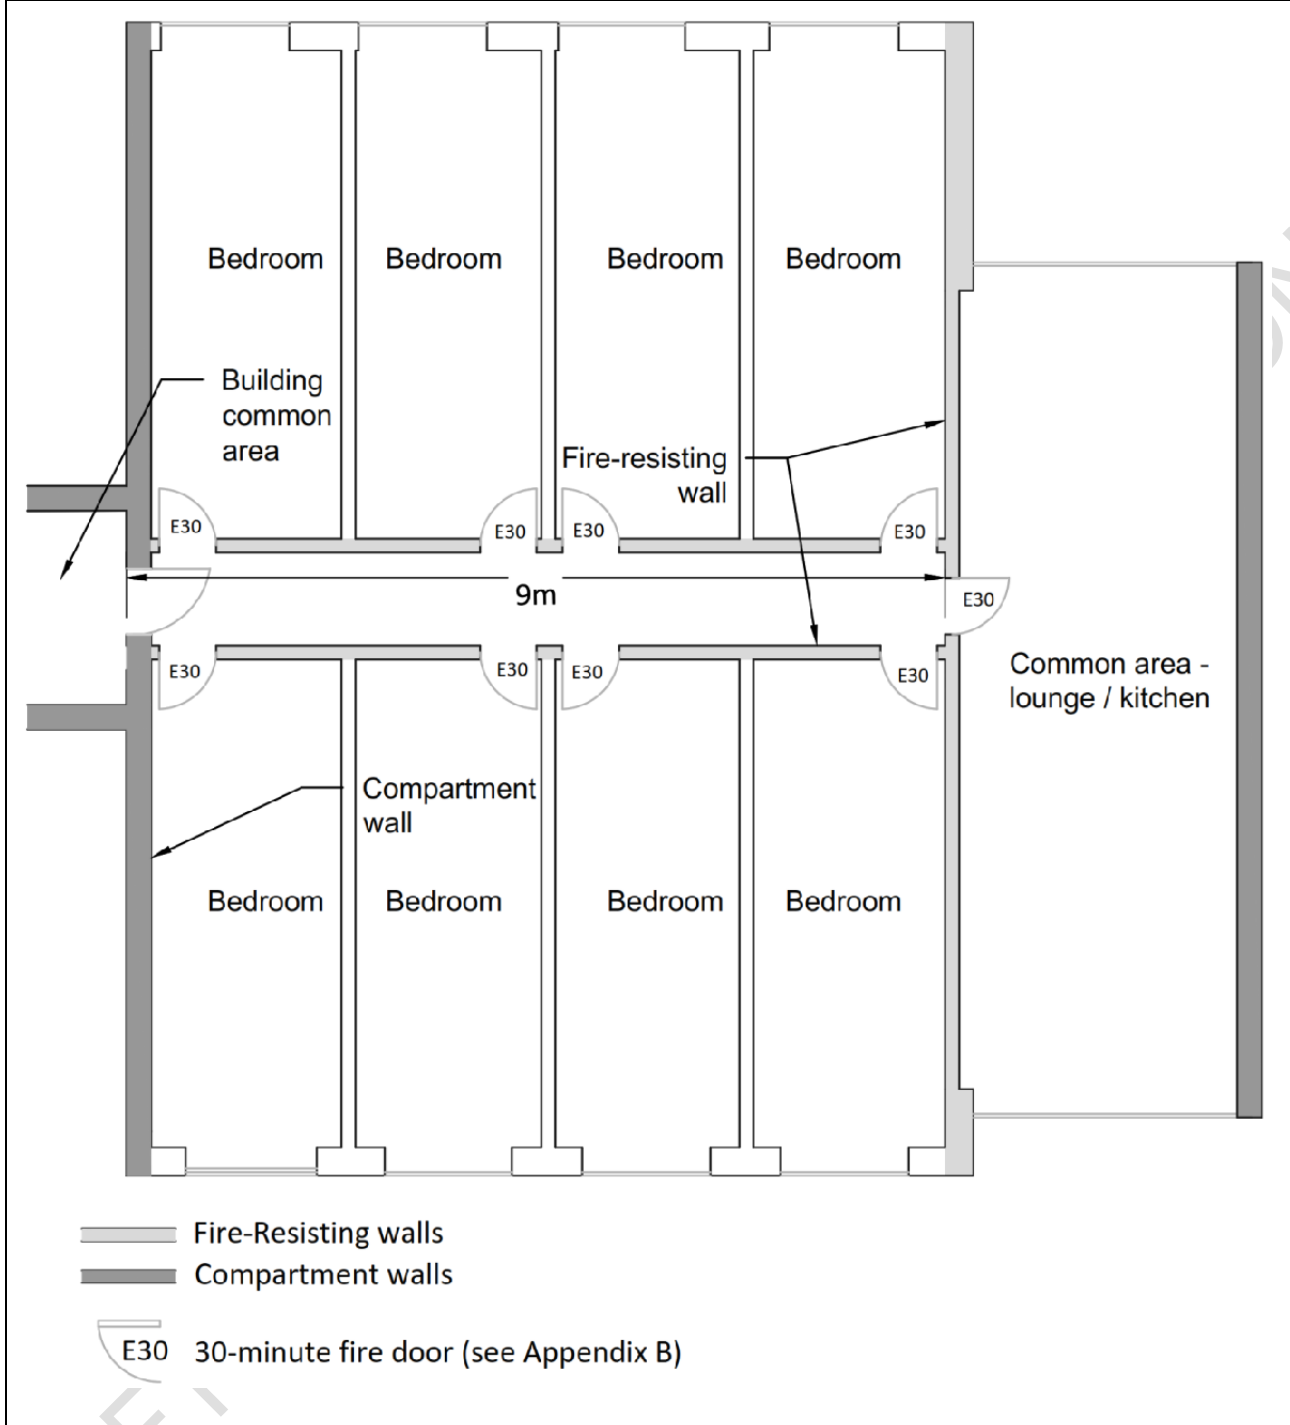 Bedroom Bedroom Bedroom Bedroom
Building
common
area
Fire-resisting
wall
E30 E30 E30 E30
9m
E30
E30 E30 E30 E30
Common area -
lounge / kitchen
Compartment
wall
Bedroom Bedroom Bedroom Bedroom
Fire-Resisting walls
Compartment walls
E30 30-minute fire door (see Appendix B)